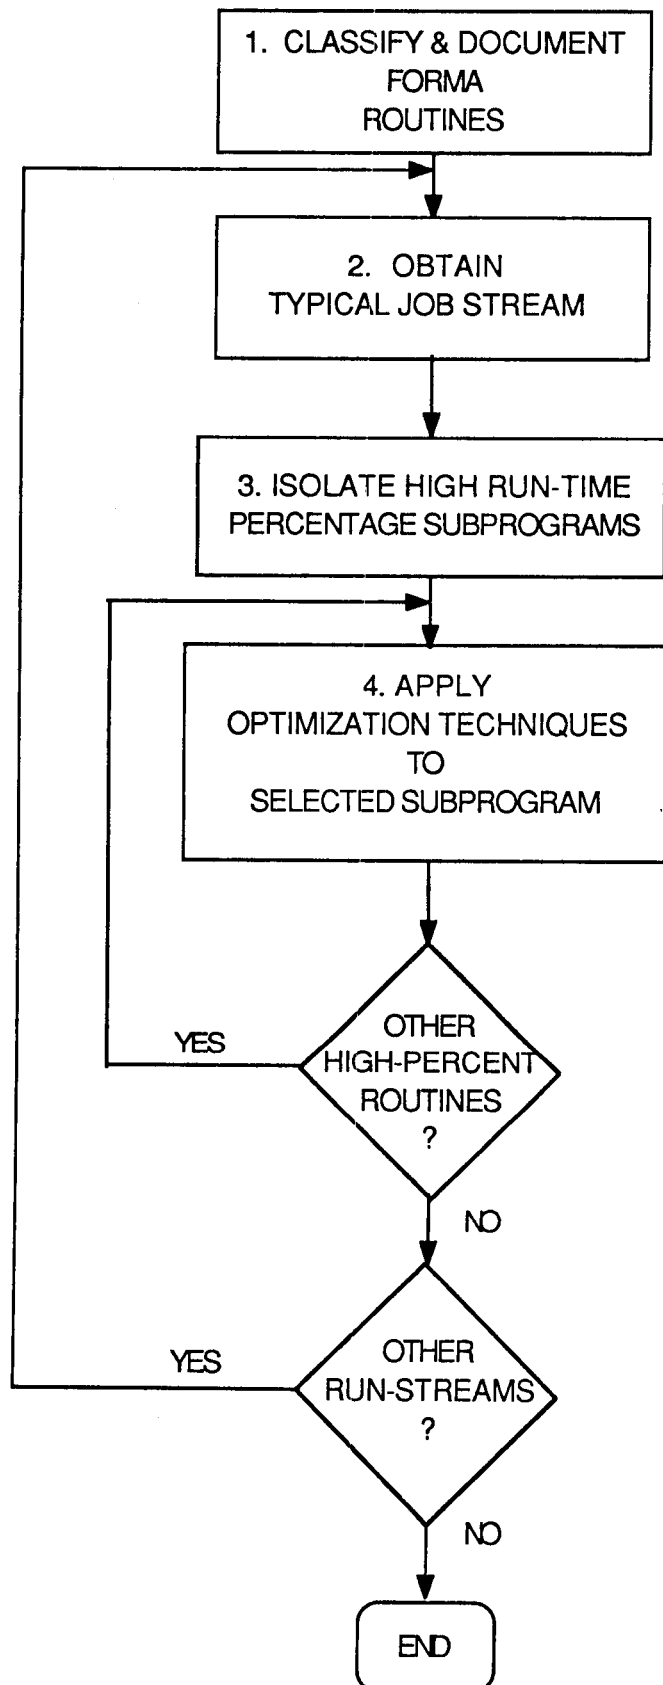 1. CLASSIFY & DOCUMENT
FORMA
ROUTINES
2. OBTAIN
TYPICAL JOB STREAM
3. ISOLATE HIGH RUN-TIME
PERCENTAGE SUBPROGRAMS
4. APPLY
OPTIMIZATION TECHNIQUES
TO
SELECTED SUBPROGRAM
YES
OTHER
HIGH-PERCENT
ROUTINES
?
NO
YES
OTHER
RUN-STREAMS
?
NO
END